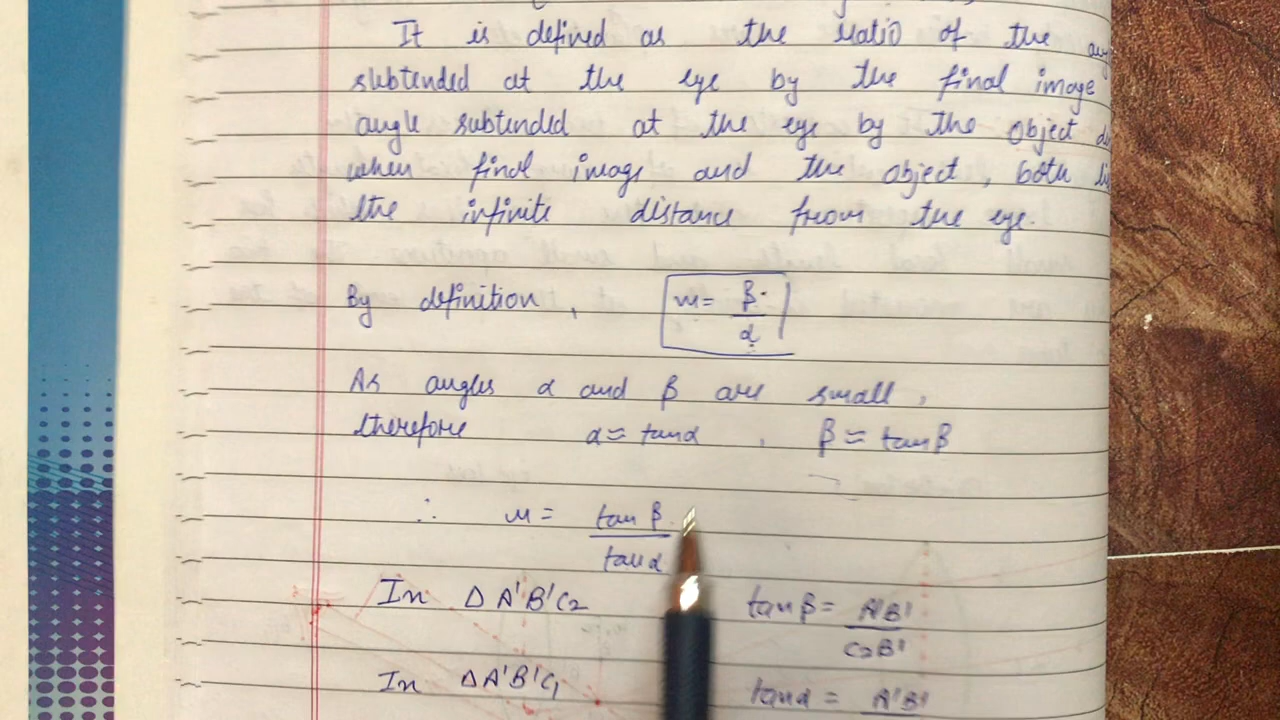 It is defined as the ratio of the
subtended at the eye by the final image
angle subtended at the eye by the object
when final image and the object, both
the infinite distance from the eye.
By definition, m= β/α
As angles α and β are small,
therefore α ≈ tanα , β ≈ tanβ
∴ m = tan β/tanα
In Δ A'B'C2 tanβ = A'B'/C2B'
In ΔA'B'C1 tanα = A'B'